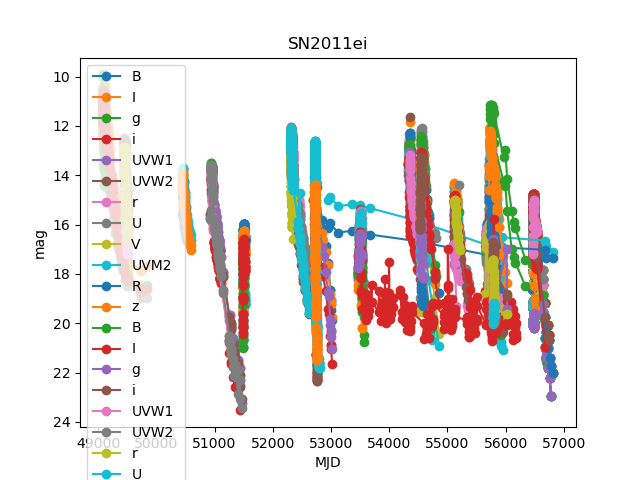 SN2011ei
mag
10
12
14
16
18
20
22
24
B
I
g
i
UVW1
UVW2
r
U
V
UVM2
R
z
B
I
g
i
UVW1
UVW2
r
U
49000 50000 51000 52000 53000 54000 55000 56000 57000
MJD